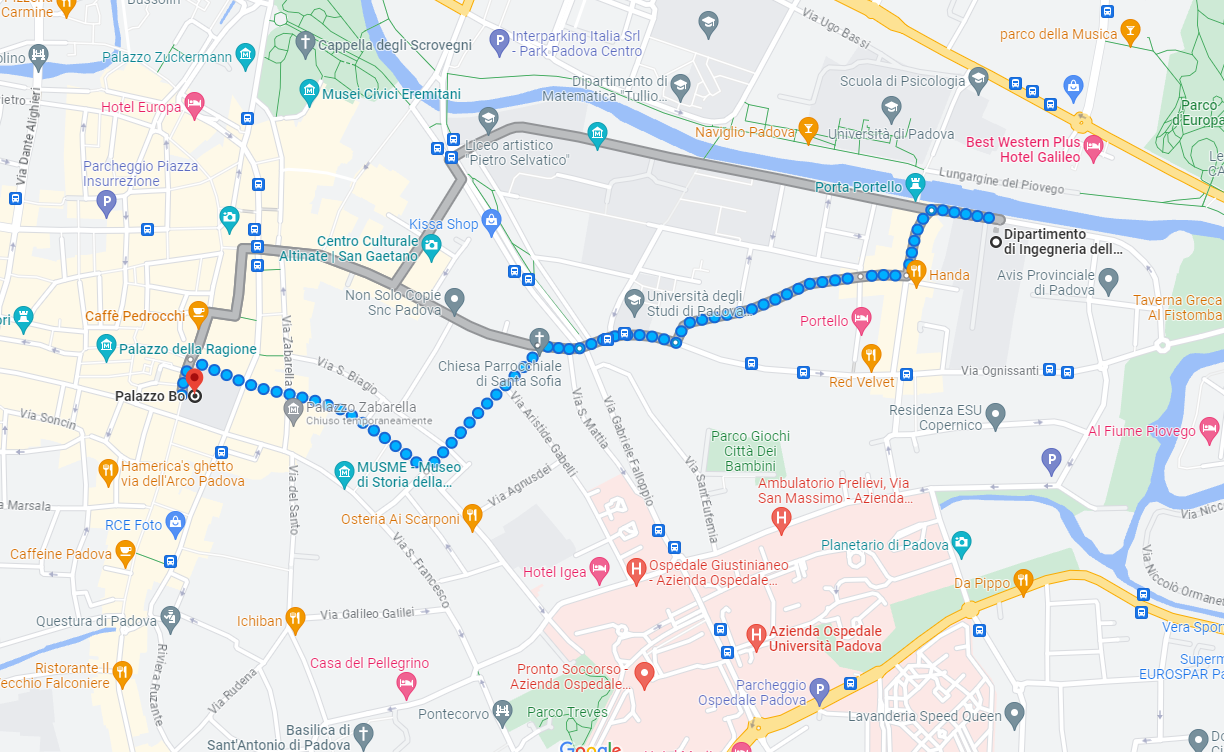 Pizzeria
Carmine
Via Ugo Bassi
Interparking Italia Srl
- Park Padova Centro
parco della Musica
Cappella degli Scrovegni
Palazzo Zuckermann
Via Dante Alighieri
Musei Civici Eremitani
Dipartimento di
Matematica "Tullio...
Scuola di Psicologia
Hotel Europa
Parco
d'Europa
Naviglio Padova
Università di Padova
Liceo artistico
"Pietro Selvatico"
Best Western Plus
Hotel Galileo
Parcheggio Piazza
Insurrezione
Lungargine del Piovego
Porta Portello
Kissa Shop
Centro Culturale
Altinate | San Gaetano
Dipartimento
di Ingegneria dell...
Handa
Avis Provinciale
di Padova
Non Solo Copie
Snc Padova
Università degli
Studi di Padova...
Taverna Greca
Al Fistomba
Caffè Pedrocchi
Portello
Palazzo della Ragione
Via Zabarella
Chiesa Parrocchiale
di Santa Sofia
Via S. Biagio
Red Velvet
Via Ognissanti
Palazzo Bo
Palazzo Zabarella
Chiuso temporaneamente
Via Soncin
Via Aristide Gabelli
Via S. Mattia
Via Gabriele Falloppio
Residenza ESU
Copernico
Al Fiume Piovego
Parco Giochi
Città Dei
Bambini
Hamerica's ghetto
via dell'Arco Padova
MUSME - Museo
di Storia della...
Via del Santo
Via Agnusdei
Via Sant'Eufemia
Ambulatorio Prelievi, Via
San Massimo - Azienda...
Marsala
RCE Foto
Osteria Ai Scarponi
Caffeine Padova
Via S. Francesco
Planetario di Padova
Hotel Igea
Ospedale Giustinianeo
- Azienda Ospedale...
Via Niccolò Ormaneto
Da Pippo
Questura di Padova
Ichiban
Via Galileo Galilei
Azienda Ospedale
Università Padova
Vera Spor
Riviera Ruzante
Casa del Pellegrino
Ristorante Il
ecchio Falconiere
Via Rudena
Pronto Soccorso -
Azienda Ospedale...
Superm
EUROSPAR Pa
Parcheggio
Ospedale Padova
Pontecorvo
Parco Treves
Lavanderia Speed Queen
Basilica di
Sant'Antonio di Padova
Google